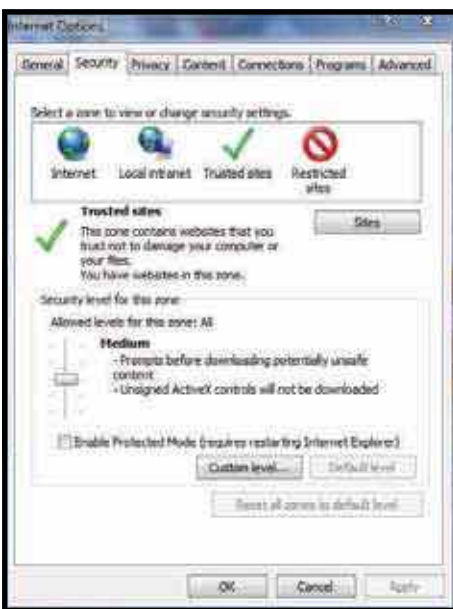 Internet Options
General Security Privacy Content Connections Programs Advanced
Select a zone to view or change security settings.
Internet Local intranet Trusted sites Restricted sites
Trusted sites
Sites
This zone contains websites that you
trust not to damage your computer or
your files.
You have websites in this zone.
Security level for this zone
Allowed levels for this zone: All
Medium
- Prompts before downloading potentially unsafe
content
- Unsigned ActiveX controls will not be downloaded
Enable Protected Mode (requires restarting Internet Explorer)
Custom level... Default level
Reset all zones to default level
OK Cancel Apply